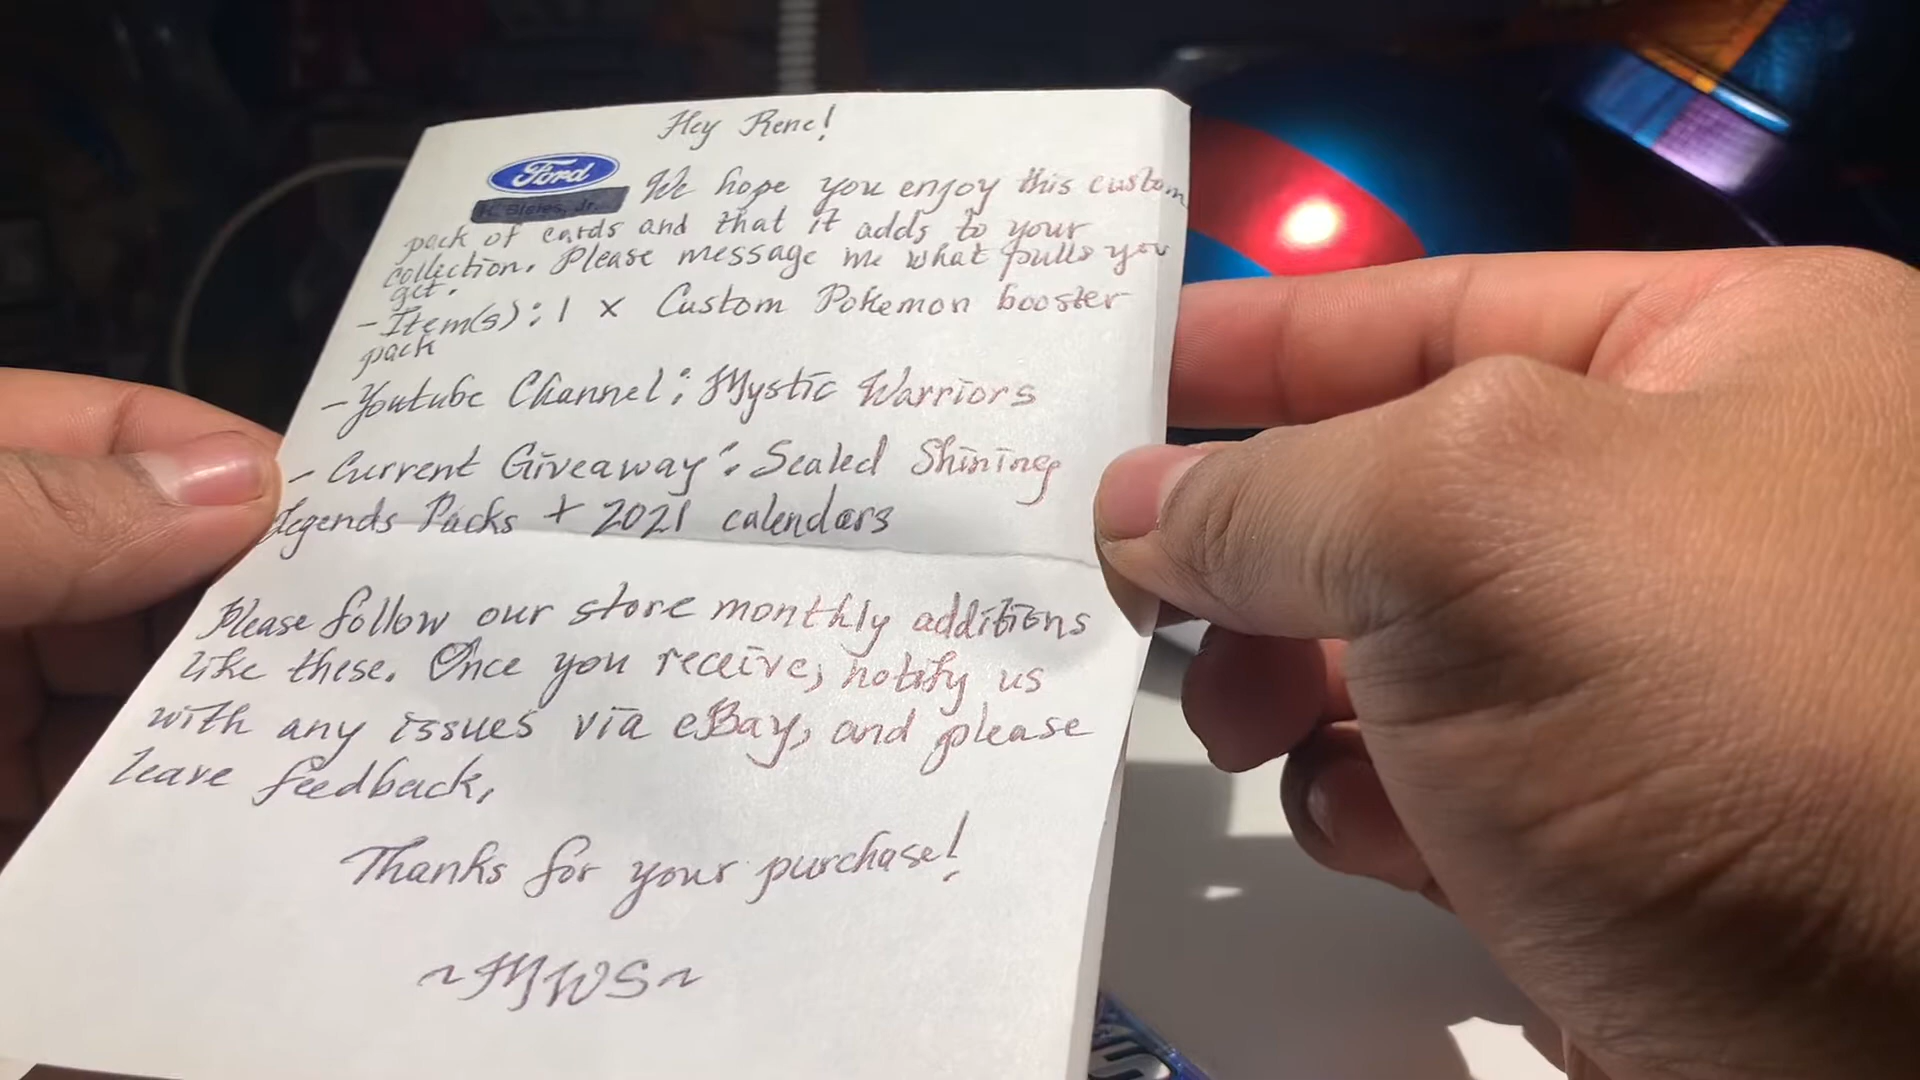 Hey Rene!
Ford
We hope you enjoy this custom
pack of cards and that it adds to your
collection. Please message me what pulls you
get.
- Item(s): 1 x Custom Pokemon booster
pack
- Youtube Channel: Mystic Warriors
- Current Giveaway: Sealed Shining
Legends Packs + 2021 calendars
Please follow our store monthly additions
like these. Once you receive, notify us
with any issues via eBay, and please
leave feedback.
Thanks for your purchase!
~MWS~